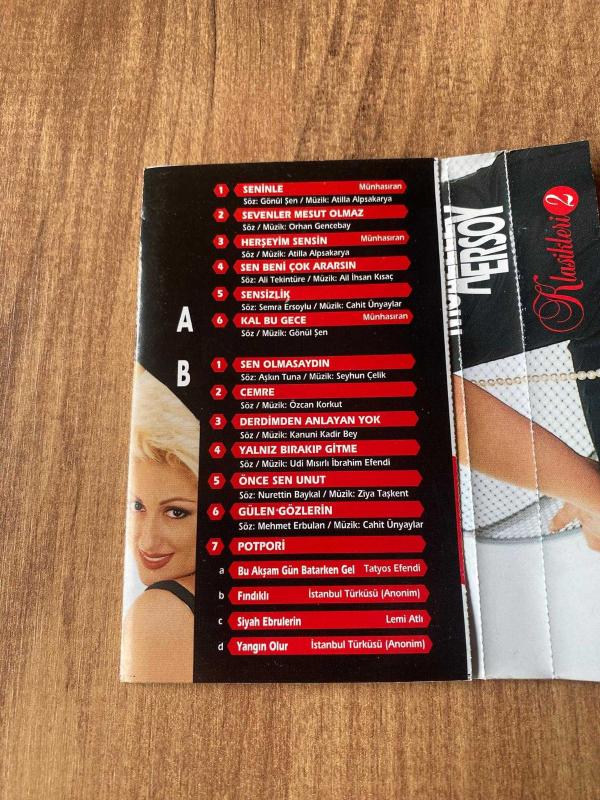 A
1 SENİNLE Münhasıran
Söz: Gönül Şen / Müzik: Atilla Alpsakarya
2 SEVENLER MESUT OLMAZ
Söz / Müzik: Orhan Gencebay
3 HERŞEYİM SENSİN Münhasıran
Söz / Müzik: Atilla Alpsakarya
4 SEN BENİ ÇOK ARARSIN
Söz: Ali Tekintüre / Müzik: Ali İhsan Kısaç
5 SENSİZLİK
Söz: Semra Ersoylu / Müzik: Cahit Ünyaylar
6 KAL BU GECE Münhasıran
Söz / Müzik: Gönül Şen
B
1 SEN OLMASAYDIN
Söz: Aşkın Tuna / Müzik: Seyhun Çelik
2 CEMRE
Söz / Müzik: Özcan Korkut
3 DERDİMDEN ANLAYAN YOK
Söz / Müzik: Kanuni Kadir Bey
4 YALNIZ BIRAKIP GİTME
Söz / Müzik: Udi Mısırlı İbrahim Efendi
5 ÖNCE SEN UNUT
Söz: Nurettin Baykal / Müzik: Ziya Taşkent
6 GÜLEN GÖZLERİN
Söz: Mehmet Erbulan / Müzik: Cahit Ünyaylar
7 POTPORİ
a Bu Akşam Gün Batarken Gel Tatyos Efendi
b Fındıklı İstanbul Türküsü (Anonim)
c Siyah Ebrulerin Lemi Atlı
d Yangın Olur İstanbul Türküsü (Anonim)
ERSOY
Klasikleri 2